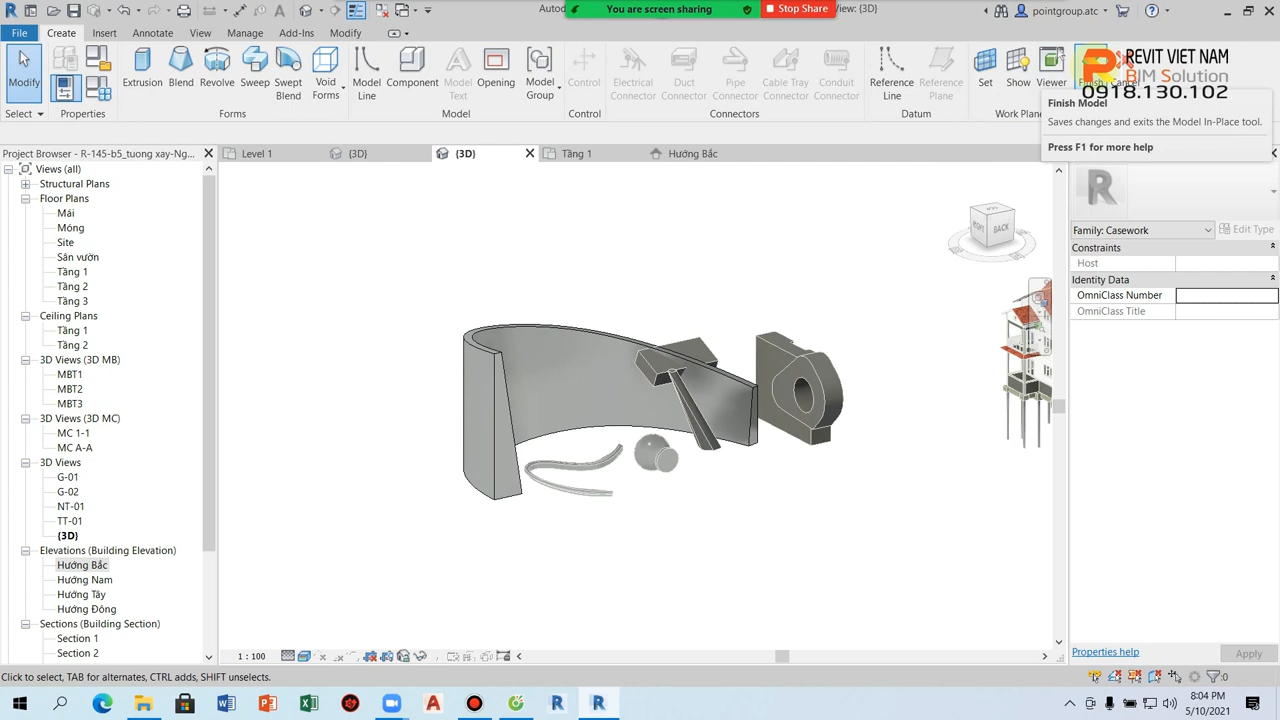 Autod
You are screen sharing
Stop Share
View: {3D}
pointgroup.atc
File
Create
Insert
Annotate
View
Manage
Add-Ins
Modify
Modify
Extrusion
Blend
Revolve
Sweep
Swept Blend
Void Forms
Model Line
Component
Model Text
Opening
Model Group
Control
Electrical Connector
Duct Connector
Pipe Connector
Cable Tray Connector
Conduit Connector
Reference Line
Reference Plane
Set
Show
Viewer
REVIT VIET NAM
BIM Solution
0918.130.102
Select
Properties
Forms
Model
Control
Connectors
Datum
Work Plan
Finish Model
Saves changes and exits the Model In-Place tool.
Press F1 for more help
Project Browser - R-145-b5_tuong xay-Ng...
Level 1
{3D}
{3D}
Tầng 1
Hướng Bắc
Views (all)
Structural Plans
Floor Plans
Mái
Móng
Site
Sân vườn
Tầng 1
Tầng 2
Tầng 3
Ceiling Plans
Tầng 1
Tầng 2
3D Views (3D MB)
MBT1
MBT2
MBT3
3D Views (3D MC)
MC 1-1
MC A-A
3D Views
G-01
G-02
NT-01
TT-01
{3D}
Elevations (Building Elevation)
Hướng Bắc
Hướng Nam
Hướng Tây
Hướng Đông
Sections (Building Section)
Section 1
Section 2
BACK
Family: Casework
Edit Type
Constraints
Host
Identity Data
OmniClass Number
OmniClass Title
Properties help
Apply
1 : 100
Click to select, TAB for alternates, CTRL adds, SHIFT unselects.
:0
8:04 PM
5/10/2021